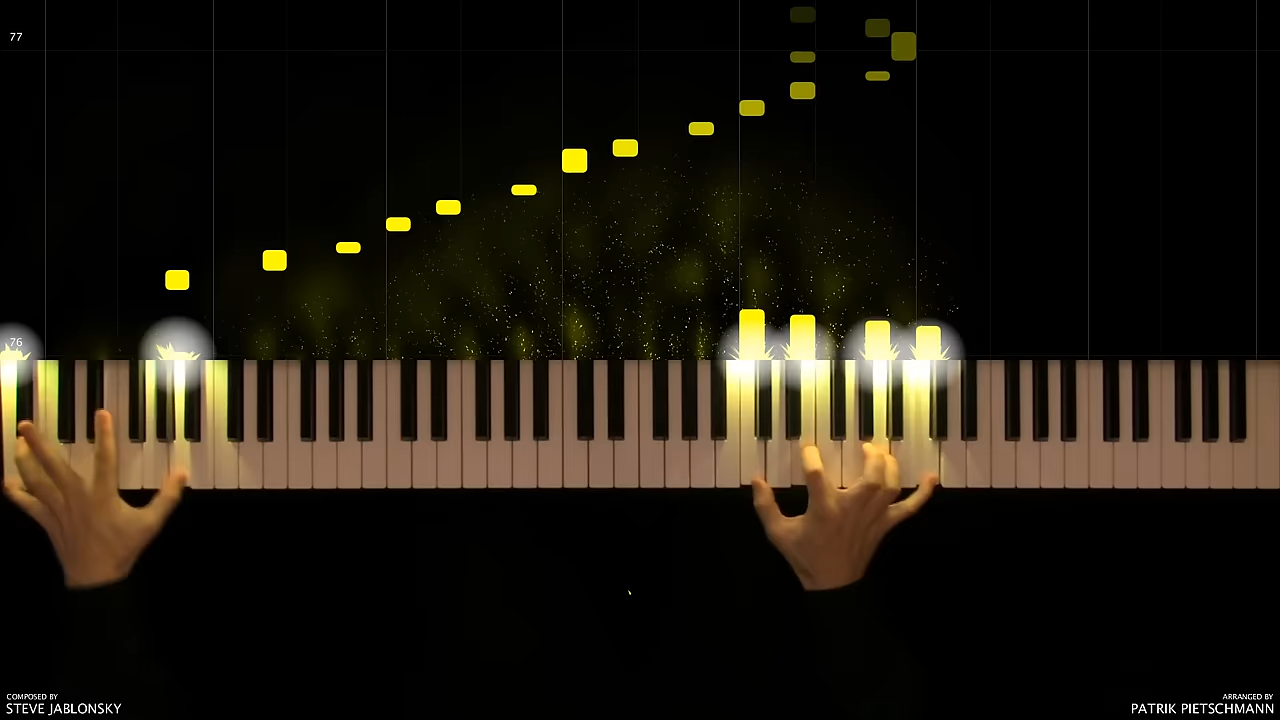 77
76
COMPOSED BY
STEVE JABLONSKY
ARRANGED BY
PATRIK PIETSCHMANN